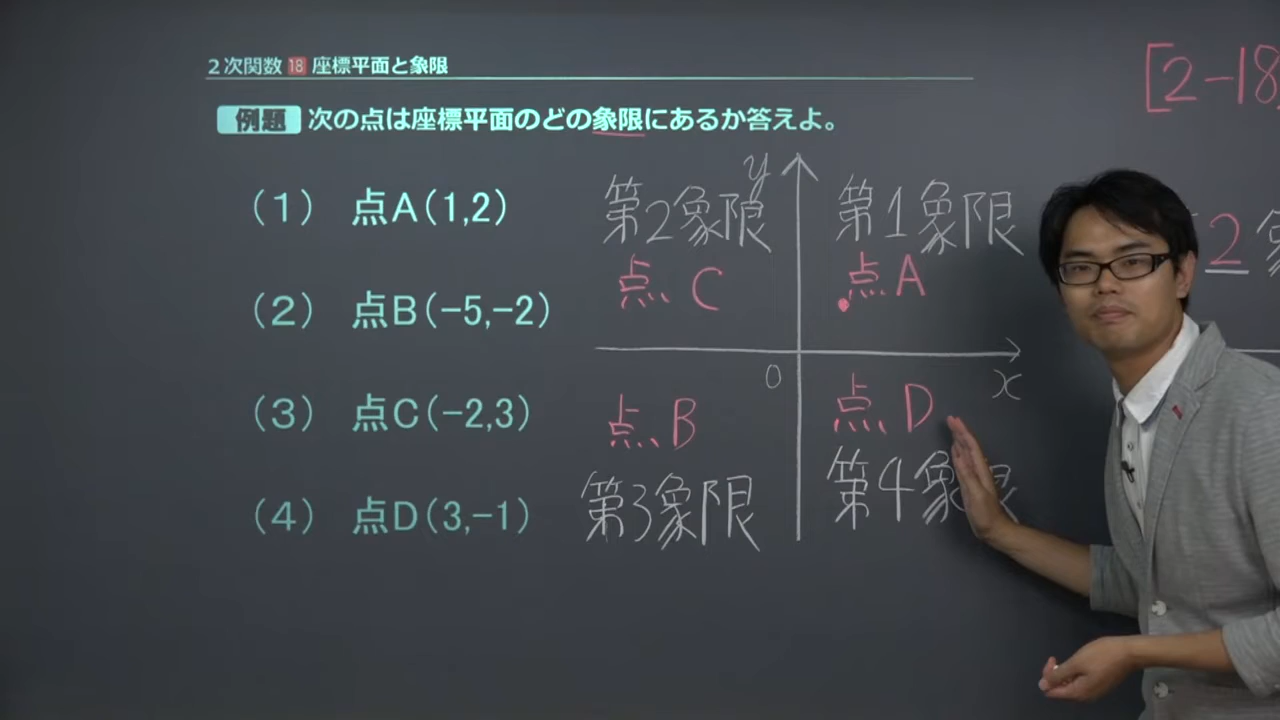 2次関数 18 座標平面と象限
例題 次の点は座標平面のどの象限にあるか答えよ。
(1) 点A(1,2)
(2) 点B(-5,-2)
(3) 点C(-2,3)
(4) 点D(3,-1)
y
第2象限
第1象限
点C
点A
O
x
点B
点D
第3象限
第4象限
[2-18
2